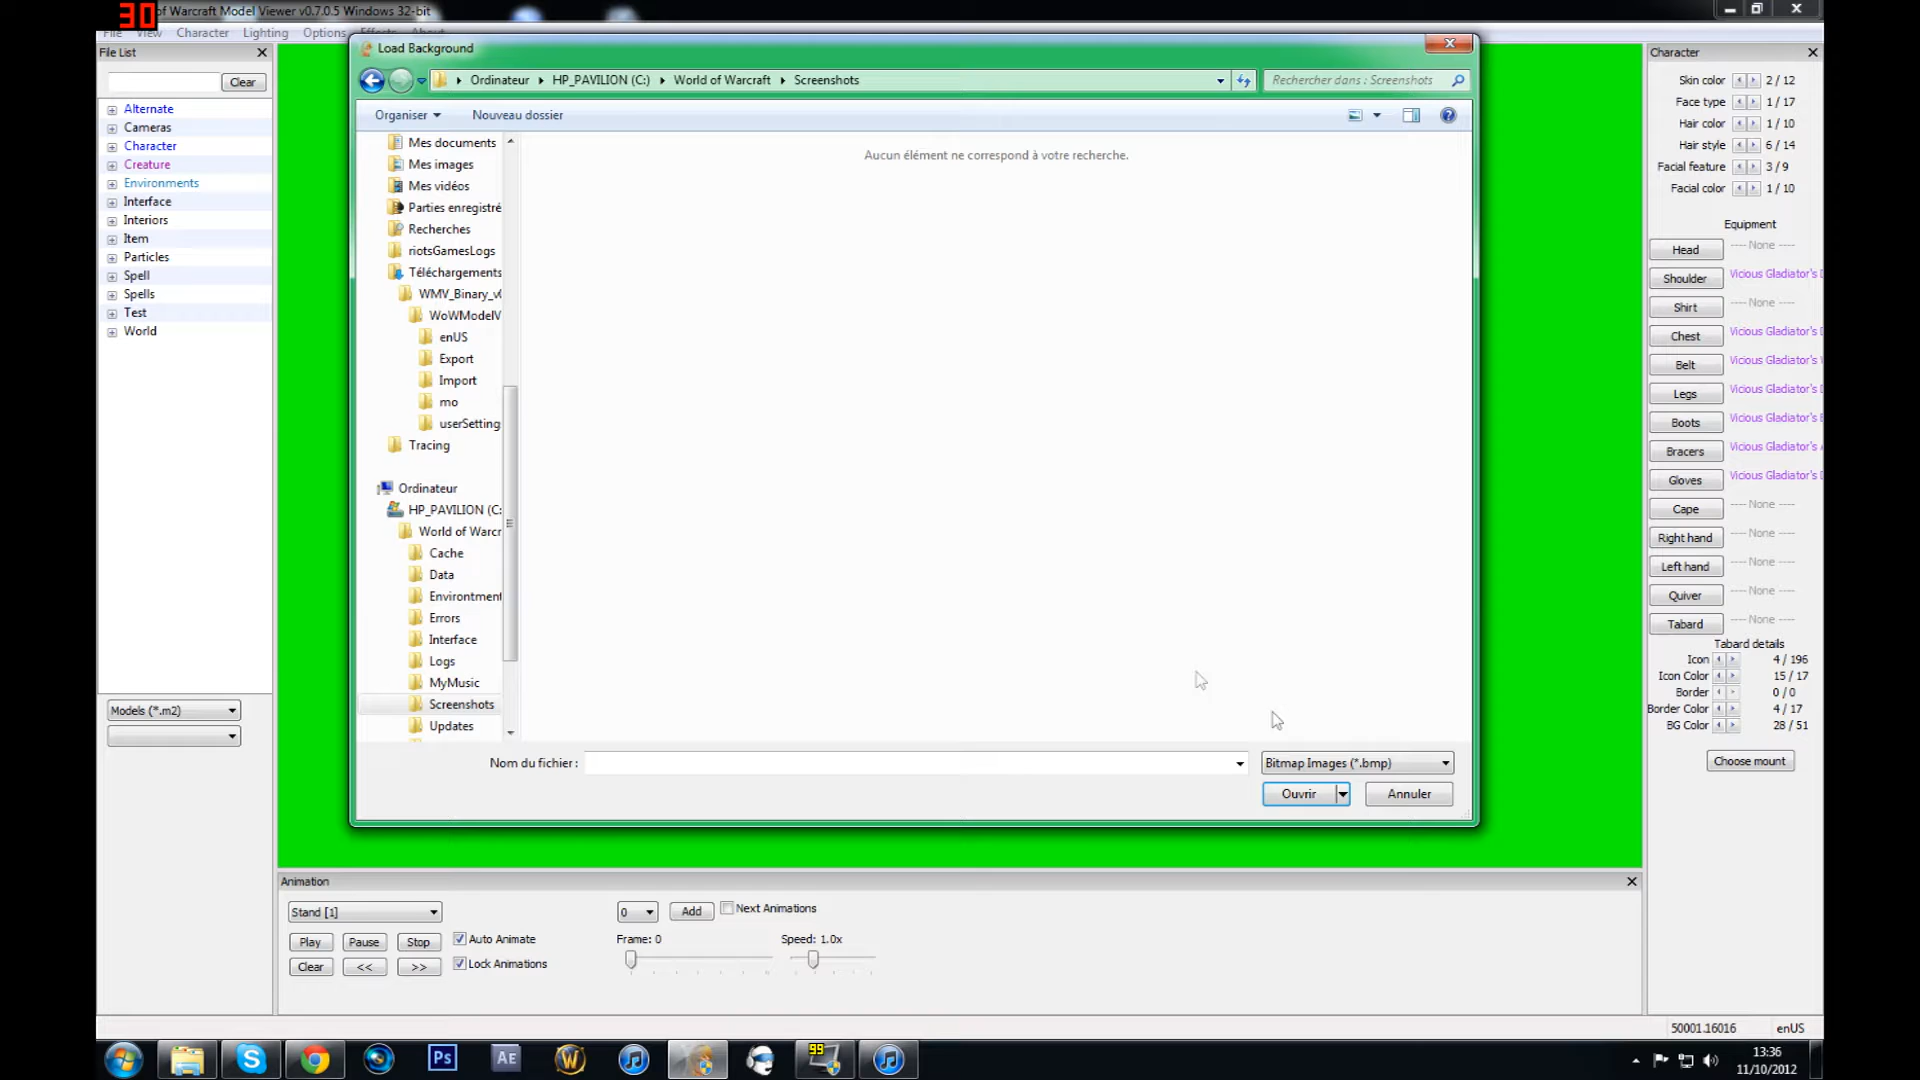 30
of Warcraft Model Viewer v0.7.0.5 Windows 32-bit
File View Character Lighting Options Effects About
File List
Clear
Alternate
Cameras
Character
Creature
Environments
Interface
Interiors
Item
Particles
Spell
Spells
Test
World
Models (*.m2)
Load Background
Ordinateur HP_PAVILION (C:) World of Warcraft Screenshots
Rechercher dans : Screenshots
Organiser Nouveau dossier
Mes documents
Mes images
Mes vidéos
Parties enregistré
Recherches
riotsGamesLogs
Téléchargements
WMV_Binary_v
WoWModelV
enUS
Export
Import
mo
userSetting
Tracing
Ordinateur
HP_PAVILION (C:
World of Warcr
Cache
Data
Environtment
Errors
Interface
Logs
MyMusic
Screenshots
Updates
Aucun élément ne correspond à votre recherche.
Nom du fichier :
Bitmap Images (*.bmp)
Ouvrir Annuler
Character
Skin color 2 / 12
Face type 1 / 17
Hair color 1 / 10
Hair style 6 / 14
Facial feature 3 / 9
Facial color 1 / 10
Equipment
Head ---- None ----
Shoulder Vicious Gladiator's
Shirt ---- None ----
Chest Vicious Gladiator's
Belt Vicious Gladiator's
Legs Vicious Gladiator's
Boots Vicious Gladiator's
Bracers Vicious Gladiator's
Gloves Vicious Gladiator's
Cape ---- None ----
Right hand ---- None ----
Left hand ---- None ----
Quiver ---- None ----
Tabard ---- None ----
Tabard details
Icon 4 / 196
Icon Color 15 / 17
Border 0 / 0
Border Color 4 / 17
BG Color 28 / 51
Choose mount
Animation
Stand [1] 0 Add Next Animations
Play Pause Stop Auto Animate Frame: 0 Speed: 1.0x
Clear << >> Lock Animations
50001.16016 enUS
Ps Ae W 99
13:36
11/10/2012